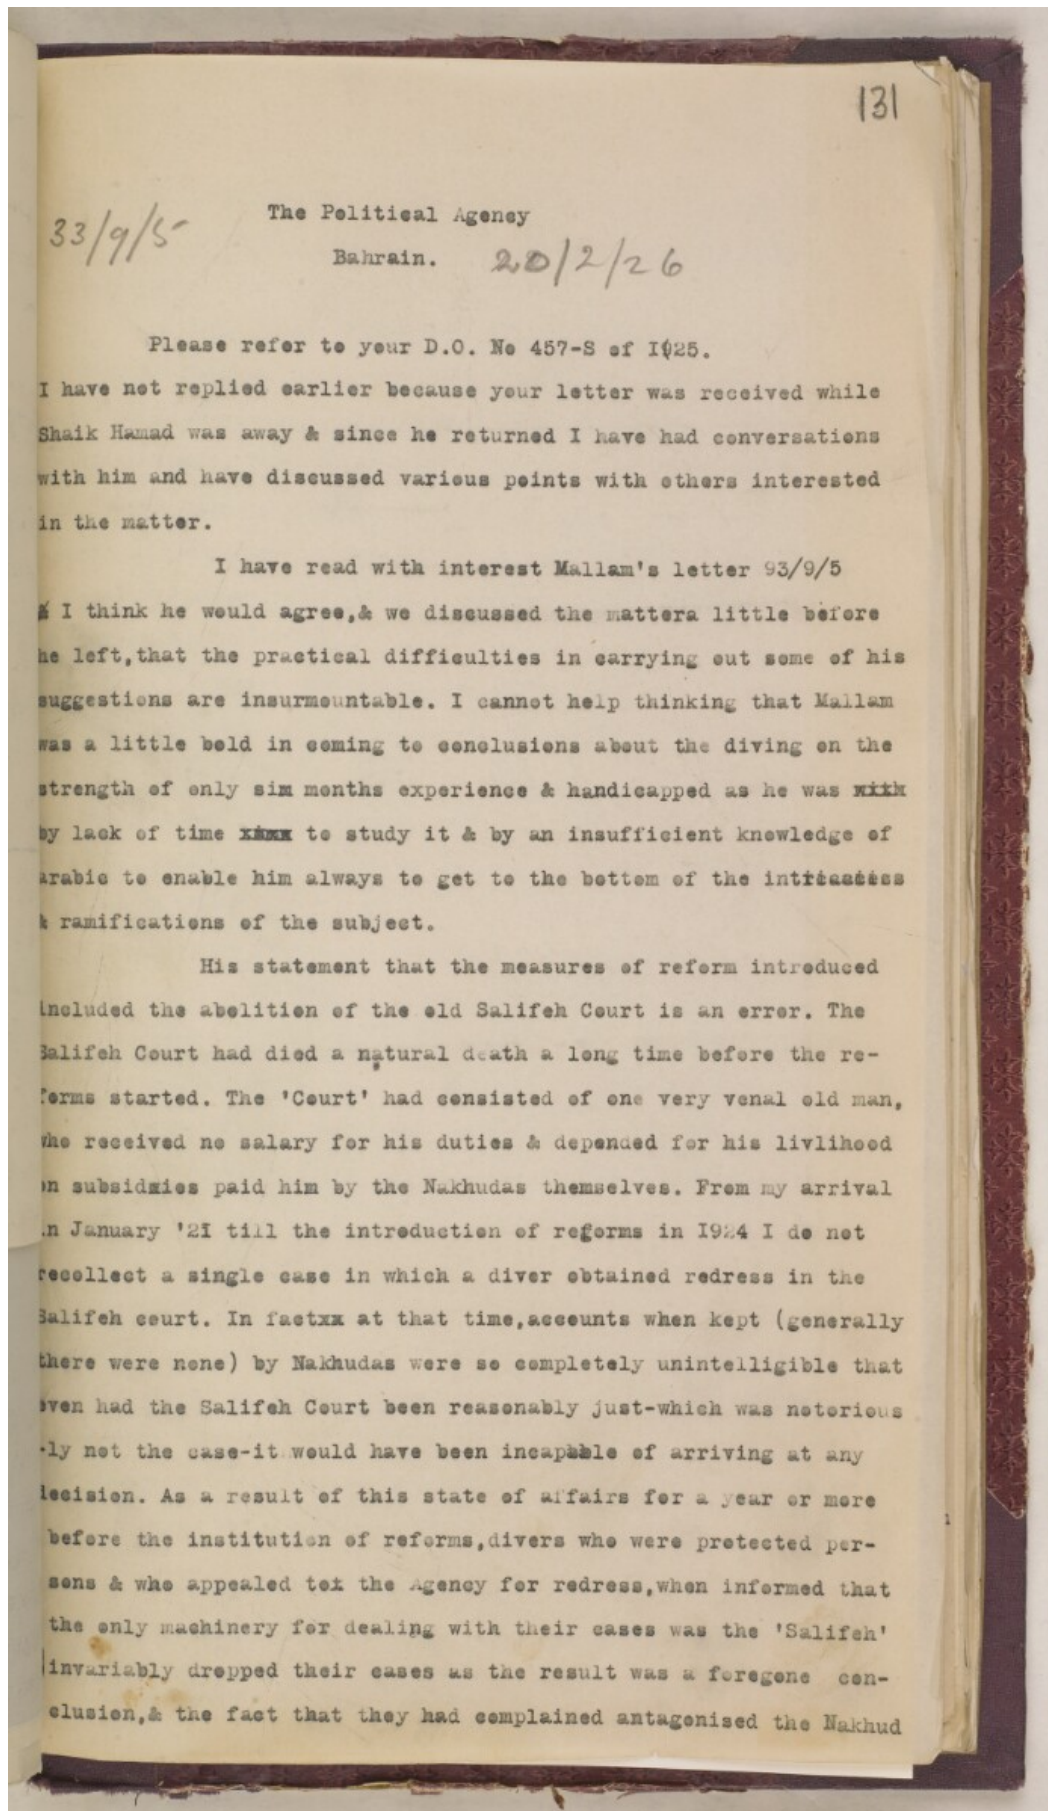 131
The Political Agency
33/9/5
Bahrain. 20/2/26
Please refer to your D.O. No 457-S of I925.
I have not replied earlier because your letter was received while
Shaik Hamad was away & since he returned I have had conversations
with him and have discussed various points with others interested
in the matter.
I have read with interest Mallam's letter 93/9/5
& I think he would agree,& we discussed the mattera little before
he left,that the practical difficulties in carrying out some of his
suggestions are insurmountable. I cannot help thinking that Mallam
was a little bold in coming to conclusions about the diving on the
strength of only six months experience & handicapped as he was
by lack of time to study it & by an insufficient knowledge of
arabic to enable him always to get to the bottom of the
& ramifications of the subject.
His statement that the measures of reform introduced
included the abolition of the old Salifeh Court is an error. The
Salifeh Court had died a natural death a long time before the re-
forms started. The 'Court' had consisted of one very venal old man,
who received no salary for his duties & depended for his livlihood
on subsidies paid him by the Nakhudas themselves. From my arrival
in January '2I till the introduction of reforms in I924 I do not
recollect a single case in which a diver obtained redress in the
Salifeh court. In factxx at that time,accounts when kept (generally
there were none) by Nakhudas were so completely unintelligible that
even had the Salifeh Court been reasonably just-which was notorious
-ly not the case-it would have been incapable of arriving at any
decision. As a result of this state of affairs for a year or more
before the institution of reforms,divers who were protected per-
sons & who appealed to the Agency for redress,when informed that
the only machinery for dealing with their cases was the 'Salifeh'
invariably dropped their cases as the result was a foregone con-
clusion,& the fact that they had complained antagonised the Nakhud